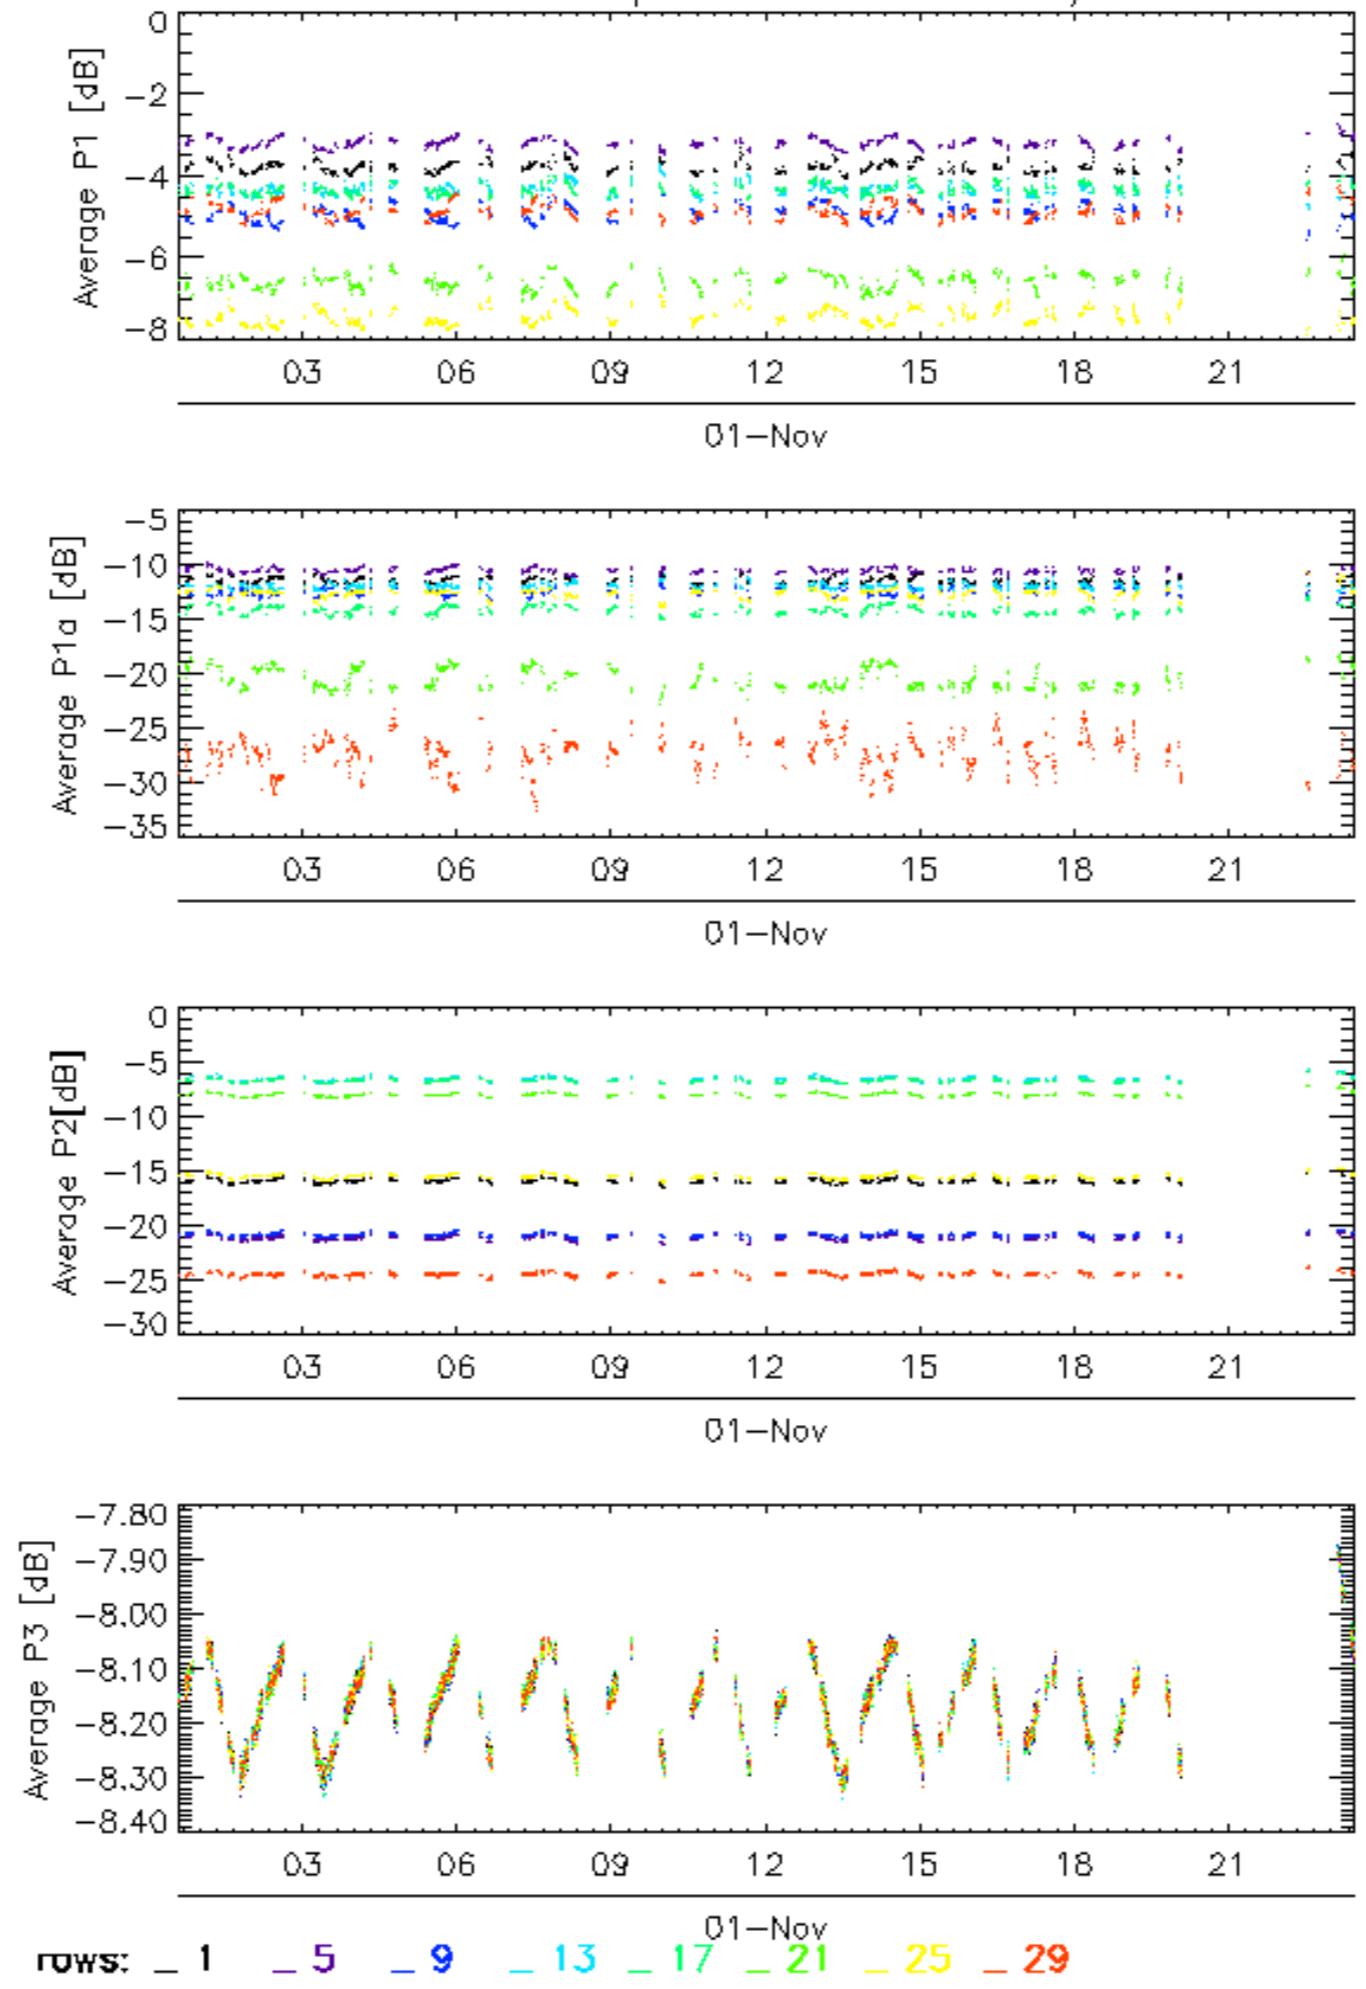 0
-2
-4
-6
-8
Average P1 [dB]
03 06 09 12 15 18 21
01-Nov
-5
-10
-15
-20
-25
-30
-35
Average P1a [dB]
03 06 09 12 15 18 21
01-Nov
0
-5
-10
-15
-20
-25
-30
Average P2[dB]
03 06 09 12 15 18 21
01-Nov
-7.80
-7.90
-8.00
-8.10
-8.20
-8.30
-8.40
Average P3 [dB]
03 06 09 12 15 18 21
01-Nov
rows: _ 1 _ 5 _ 9 _ 13 _ 17 _ 21 _ 25 _ 29